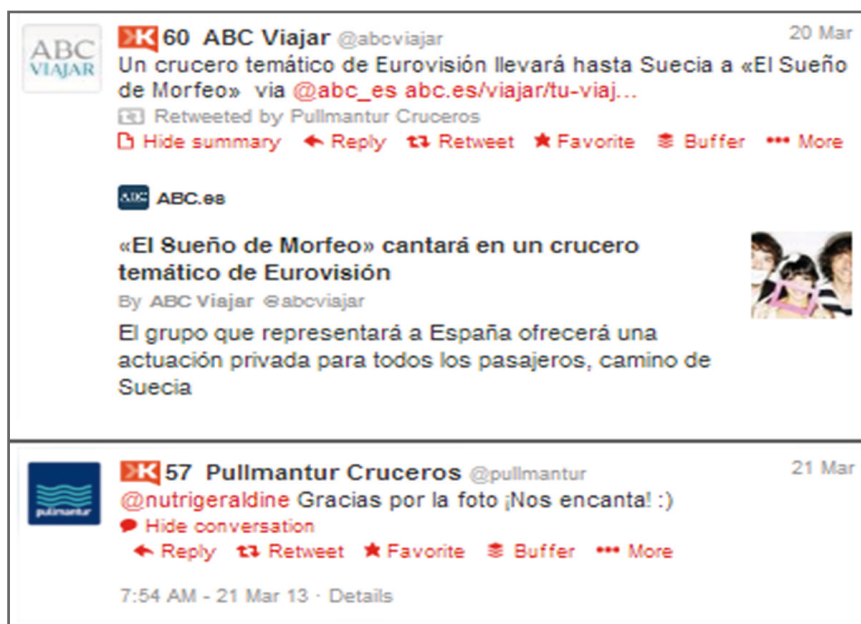 ABC VIAJAR
K 60 ABC Viajar @abcviajar 20 Mar
Un crucero temático de Eurovisión llevará hasta Suecia a «El Sueño
de Morfeo» via @abc_es abc.es/viajar/tu-viaj...
Retweeted by Pullmantur Cruceros
Hide summary Reply Retweet Favorite Buffer More
ABC ABC.es
«El Sueño de Morfeo» cantará en un crucero
temático de Eurovisión
By ABC Viajar @abcviajar
El grupo que representará a España ofrecerá una
actuación privada para todos los pasajeros, camino de
Suecia
pullmantur
K 57 Pullmantur Cruceros @pullmantur 21 Mar
@nutrigeraldine Gracias por la foto ¡Nos encanta! :)
Hide conversation
Reply Retweet Favorite Buffer More
7:54 AM - 21 Mar 13 · Details